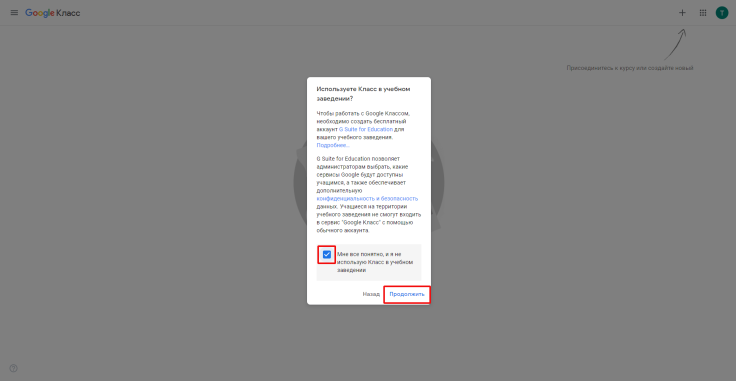 Google Класс
T
Присоединитесь к курсу или создайте новый
Используете Класс в учебном
заведении?
Чтобы работать с Google Классом,
необходимо создать бесплатный
аккаунт G Suite for Education для
вашего учебного заведения.
Подробнее…
G Suite for Education позволяет
администраторам выбрать, какие
сервисы Google будут доступны
учащимся, а также обеспечивает
дополнительную
конфиденциальность и безопасность
данных. Учащиеся на территории
учебного заведения не смогут входить
в сервис "Google Класс" с помощью
обычного аккаунта.
Мне все понятно, и я не
использую Класс в учебном
заведении
Назад Продолжить